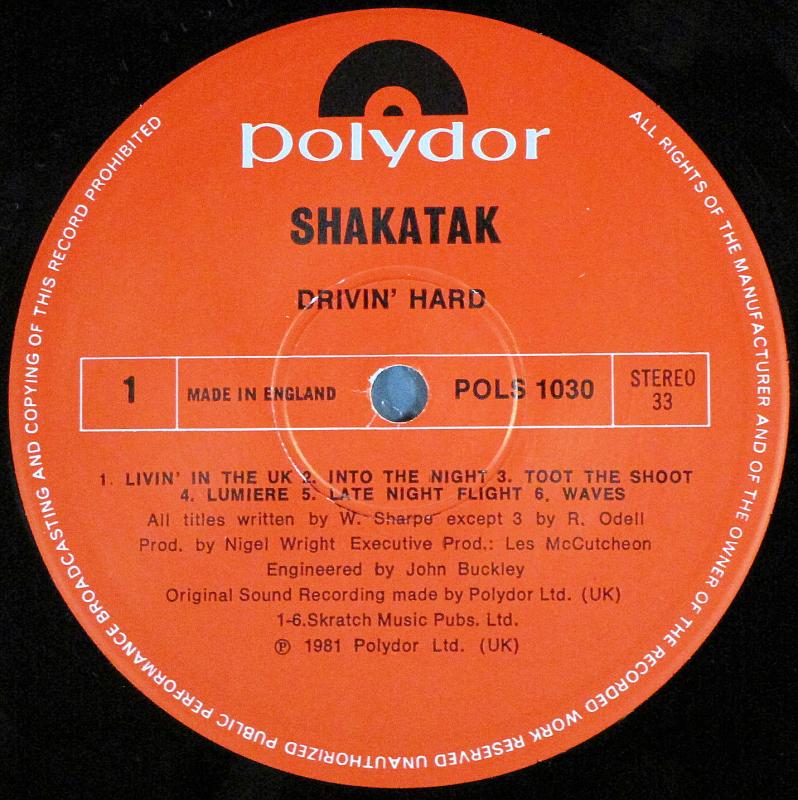 polydor
SHAKATAK
DRIVIN' HARD
1
MADE IN ENGLAND
POLS 1030
STEREO
33
1. LIVIN' IN THE UK 2. INTO THE NIGHT 3. TOOT THE SHOOT
4. LUMIERE 5. LATE NIGHT FLIGHT 6. WAVES
All titles written by W. Sharpe except 3 by R. Odell
Prod. by Nigel Wright Executive Prod.: Les McCutcheon
Engineered by John Buckley
Original Sound Recording made by Polydor Ltd. (UK)
1-6.Skratch Music Pubs. Ltd.
℗ 1981 Polydor Ltd. (UK)
ALL RIGHTS OF THE MANUFACTURER AND OF THE OWNER OF THE RECORDED WORK RESERVED UNAUTHORIZED PUBLIC PERFORMANCE BROADCASTING AND COPYING OF THIS RECORD PROHIBITED